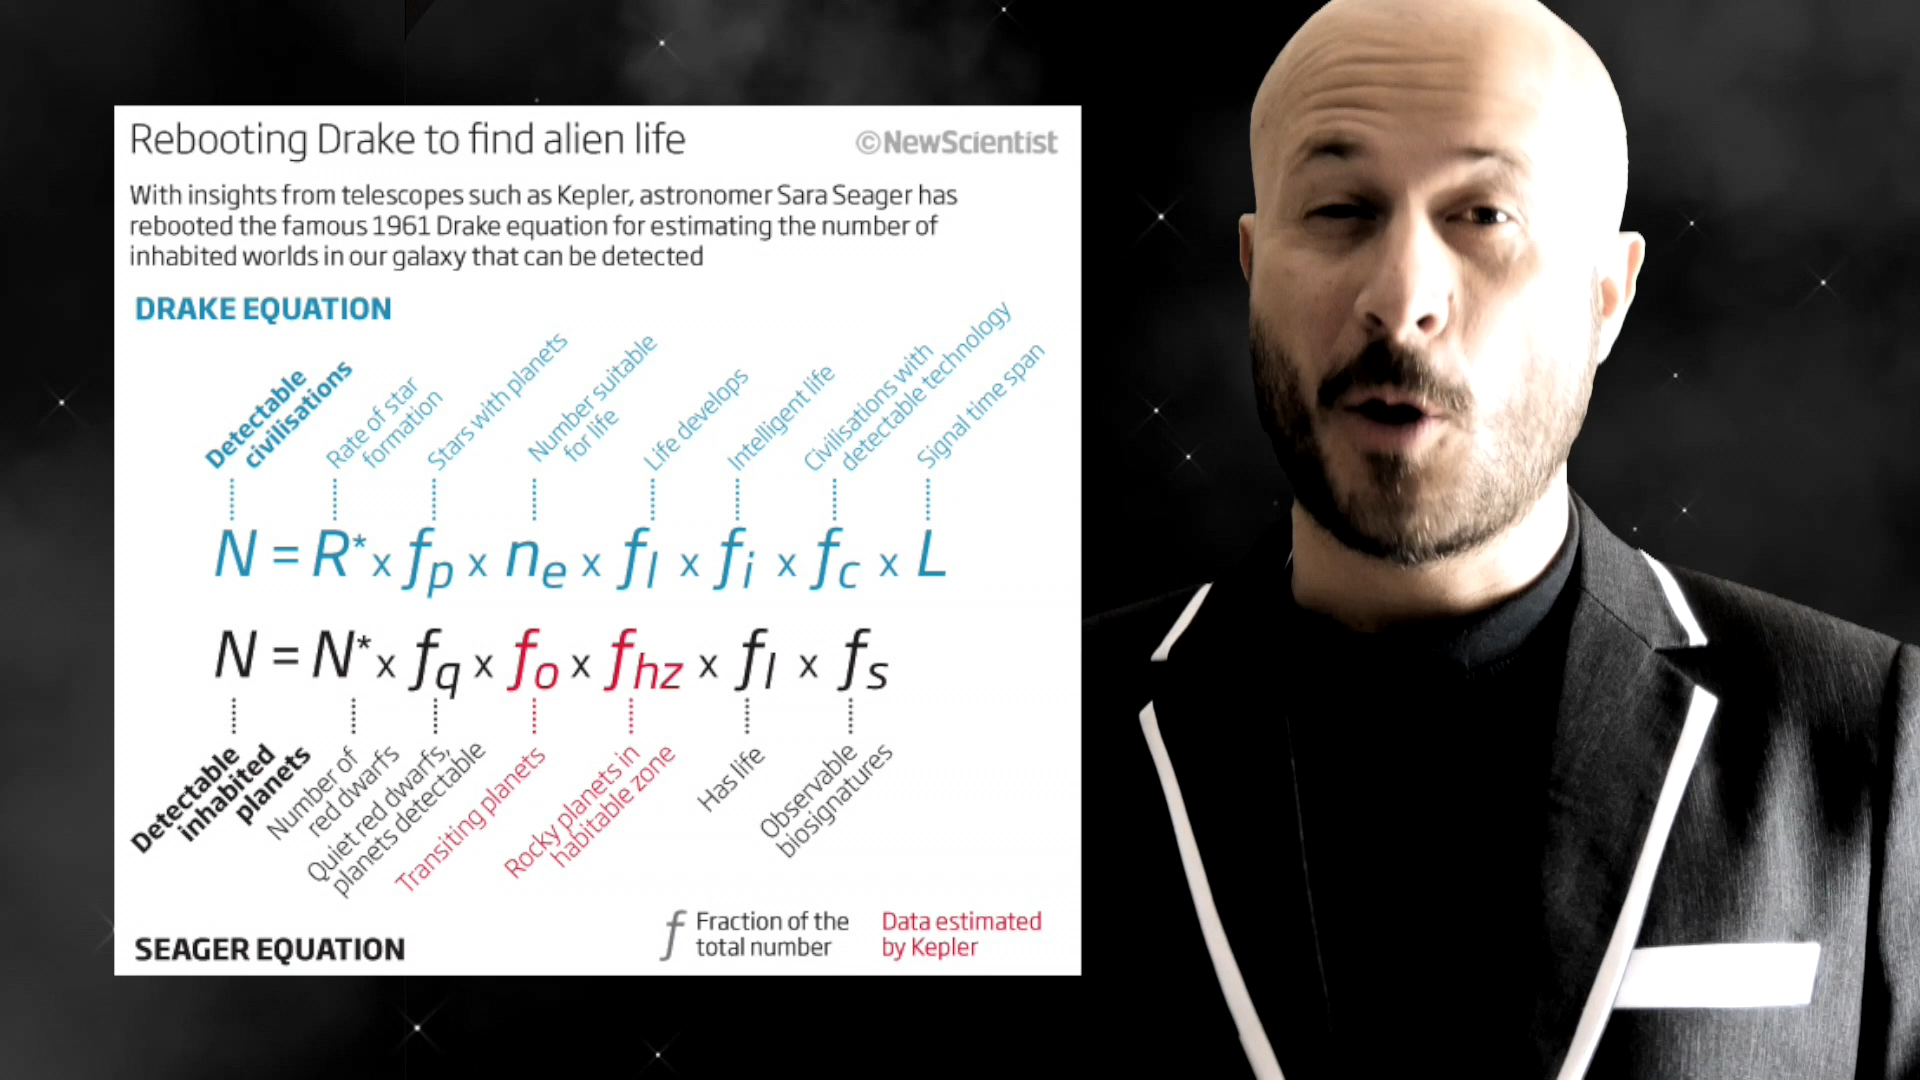 Rebooting Drake to find alien life
©NewScientist
With insights from telescopes such as Kepler, astronomer Sara Seager has
rebooted the famous 1961 Drake equation for estimating the number of
inhabited worlds in our galaxy that can be detected
DRAKE EQUATION
Detectable
civilisations
Rate of star
formation
Stars with planets
Number suitable
for life
Life develops
Intelligent life
Civilisations with
detectable technology
Signal time span
N = R* x fp x ne x fl x fi x fc x L
N = N* x fq x fo x fhz x fl x fs
Detectable
inhabited
planets
Number of
red dwarfs
Quiet red dwarfs,
planets detectable
Transiting planets
Rocky planets in
habitable zone
Has life
Observable
biosignatures
SEAGER EQUATION
f Fraction of the
total number
Data estimated
by Kepler